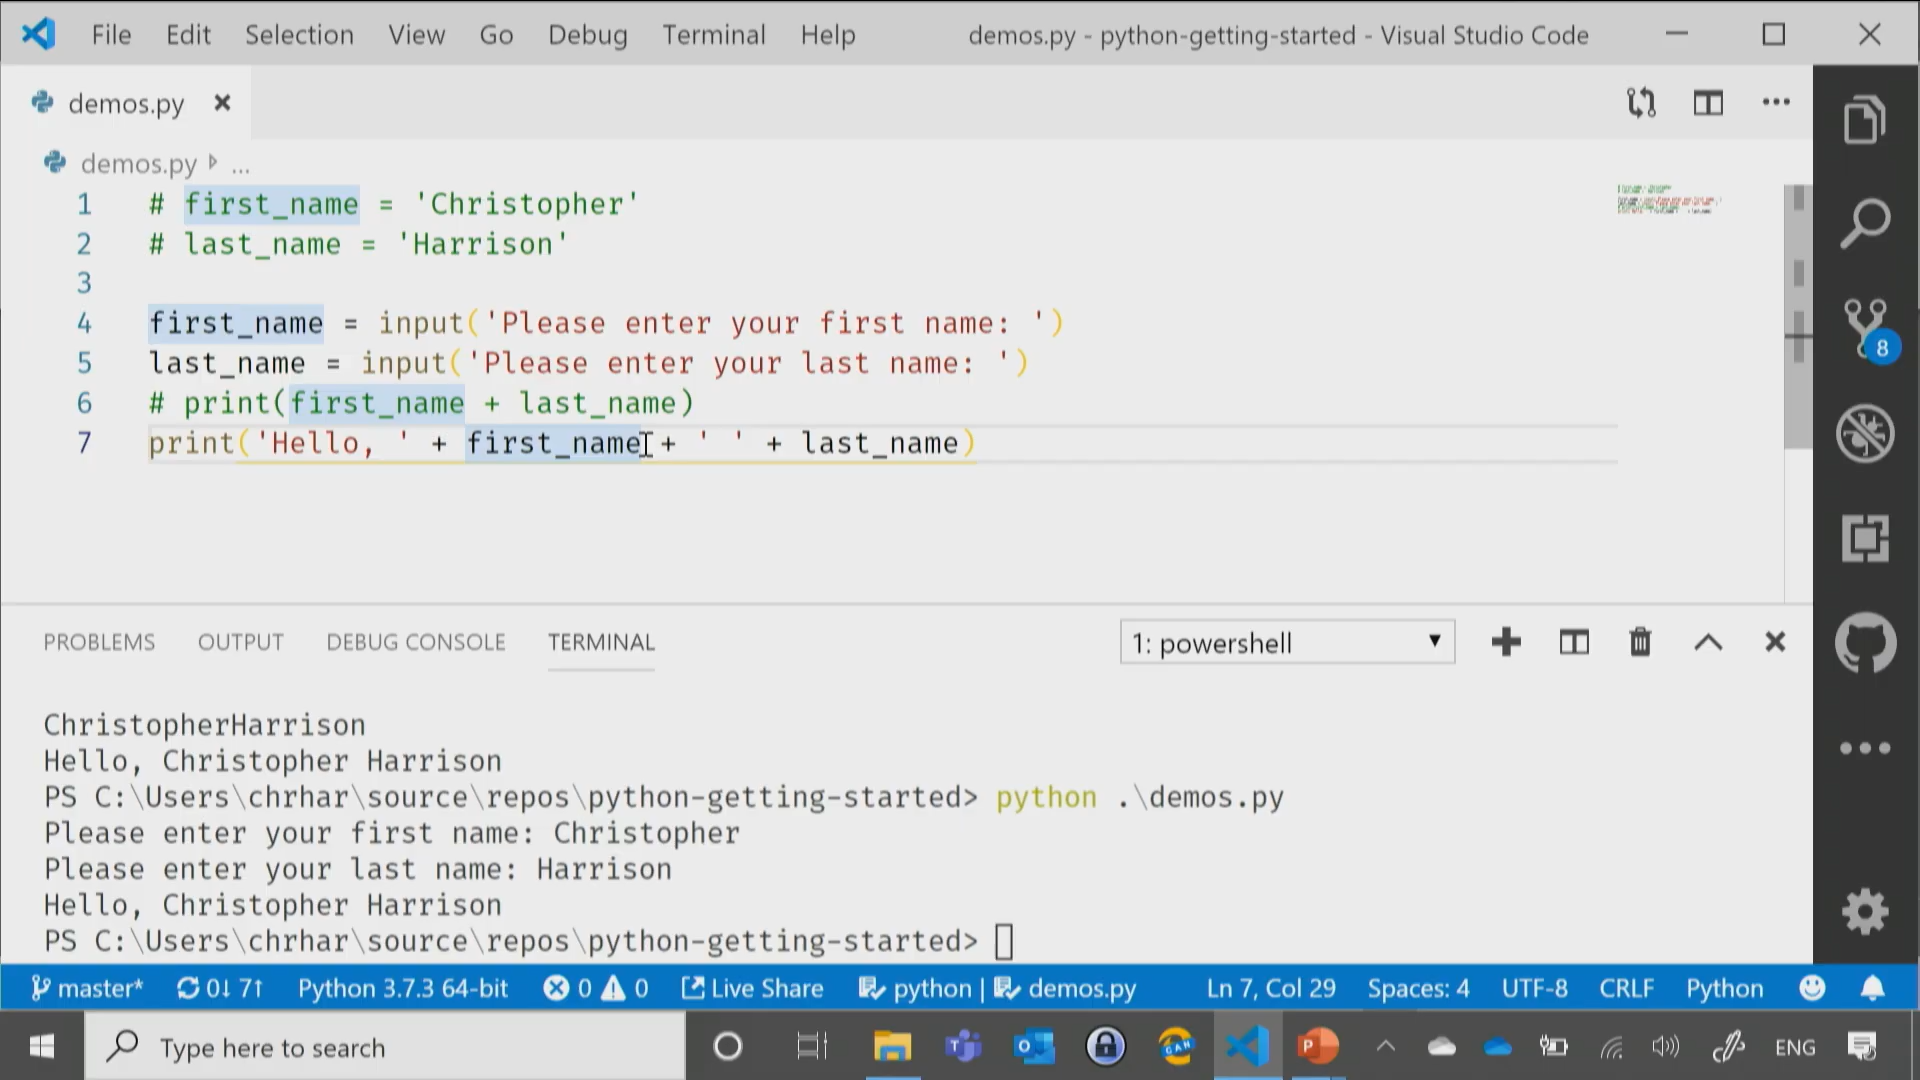 File Edit Selection View Go Debug Terminal Help demos.py - python-getting-started - Visual Studio Code
demos.py
demos.py ...
1 # first_name = 'Christopher'
2 # last_name = 'Harrison'
3
4 first_name = input('Please enter your first name: ')
5 last_name = input('Please enter your last name: ')
6 # print(first_name + last_name)
7 print('Hello, ' + first_name + ' ' + last_name)
8
PROBLEMS OUTPUT DEBUG CONSOLE TERMINAL 1: powershell
ChristopherHarrison
Hello, Christopher Harrison
PS C:\Users\chrhar\source\repos\python-getting-started> python .\demos.py
Please enter your first name: Christopher
Please enter your last name: Harrison
Hello, Christopher Harrison
PS C:\Users\chrhar\source\repos\python-getting-started>
master* 0↓ 7↑ Python 3.7.3 64-bit 0 0 Live Share python | demos.py Ln 7, Col 29 Spaces: 4 UTF-8 CRLF Python
Type here to search ENG